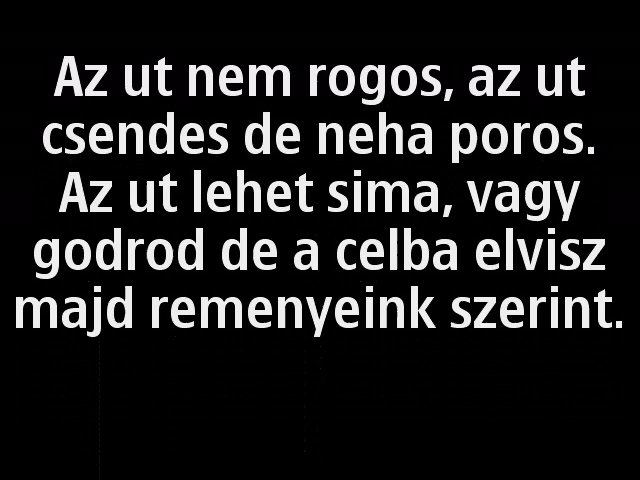 Az ut nem rogos, az ut
csendes de neha poros.
Az ut lehet sima, vagy
godrod de a celba elvisz
majd remenyeink szerint.